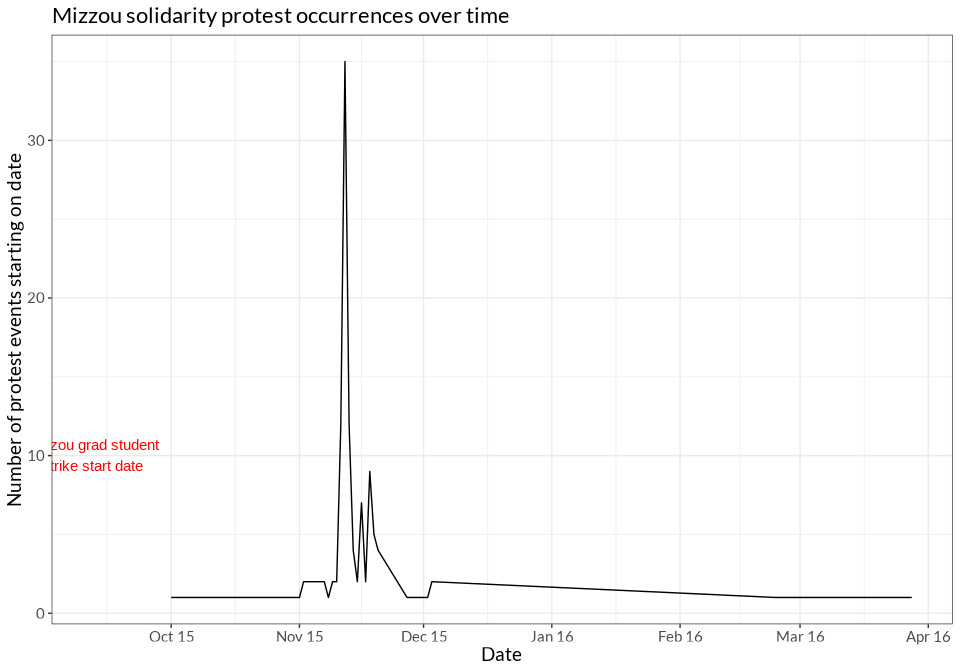 Mizzou solidarity protest occurrences over time
Number of protest events starting on date
30
20
10
0
zou grad student
trike start date
Oct 15
Nov 15
Dec 15
Jan 16
Feb 16
Mar 16
Apr 16
Date